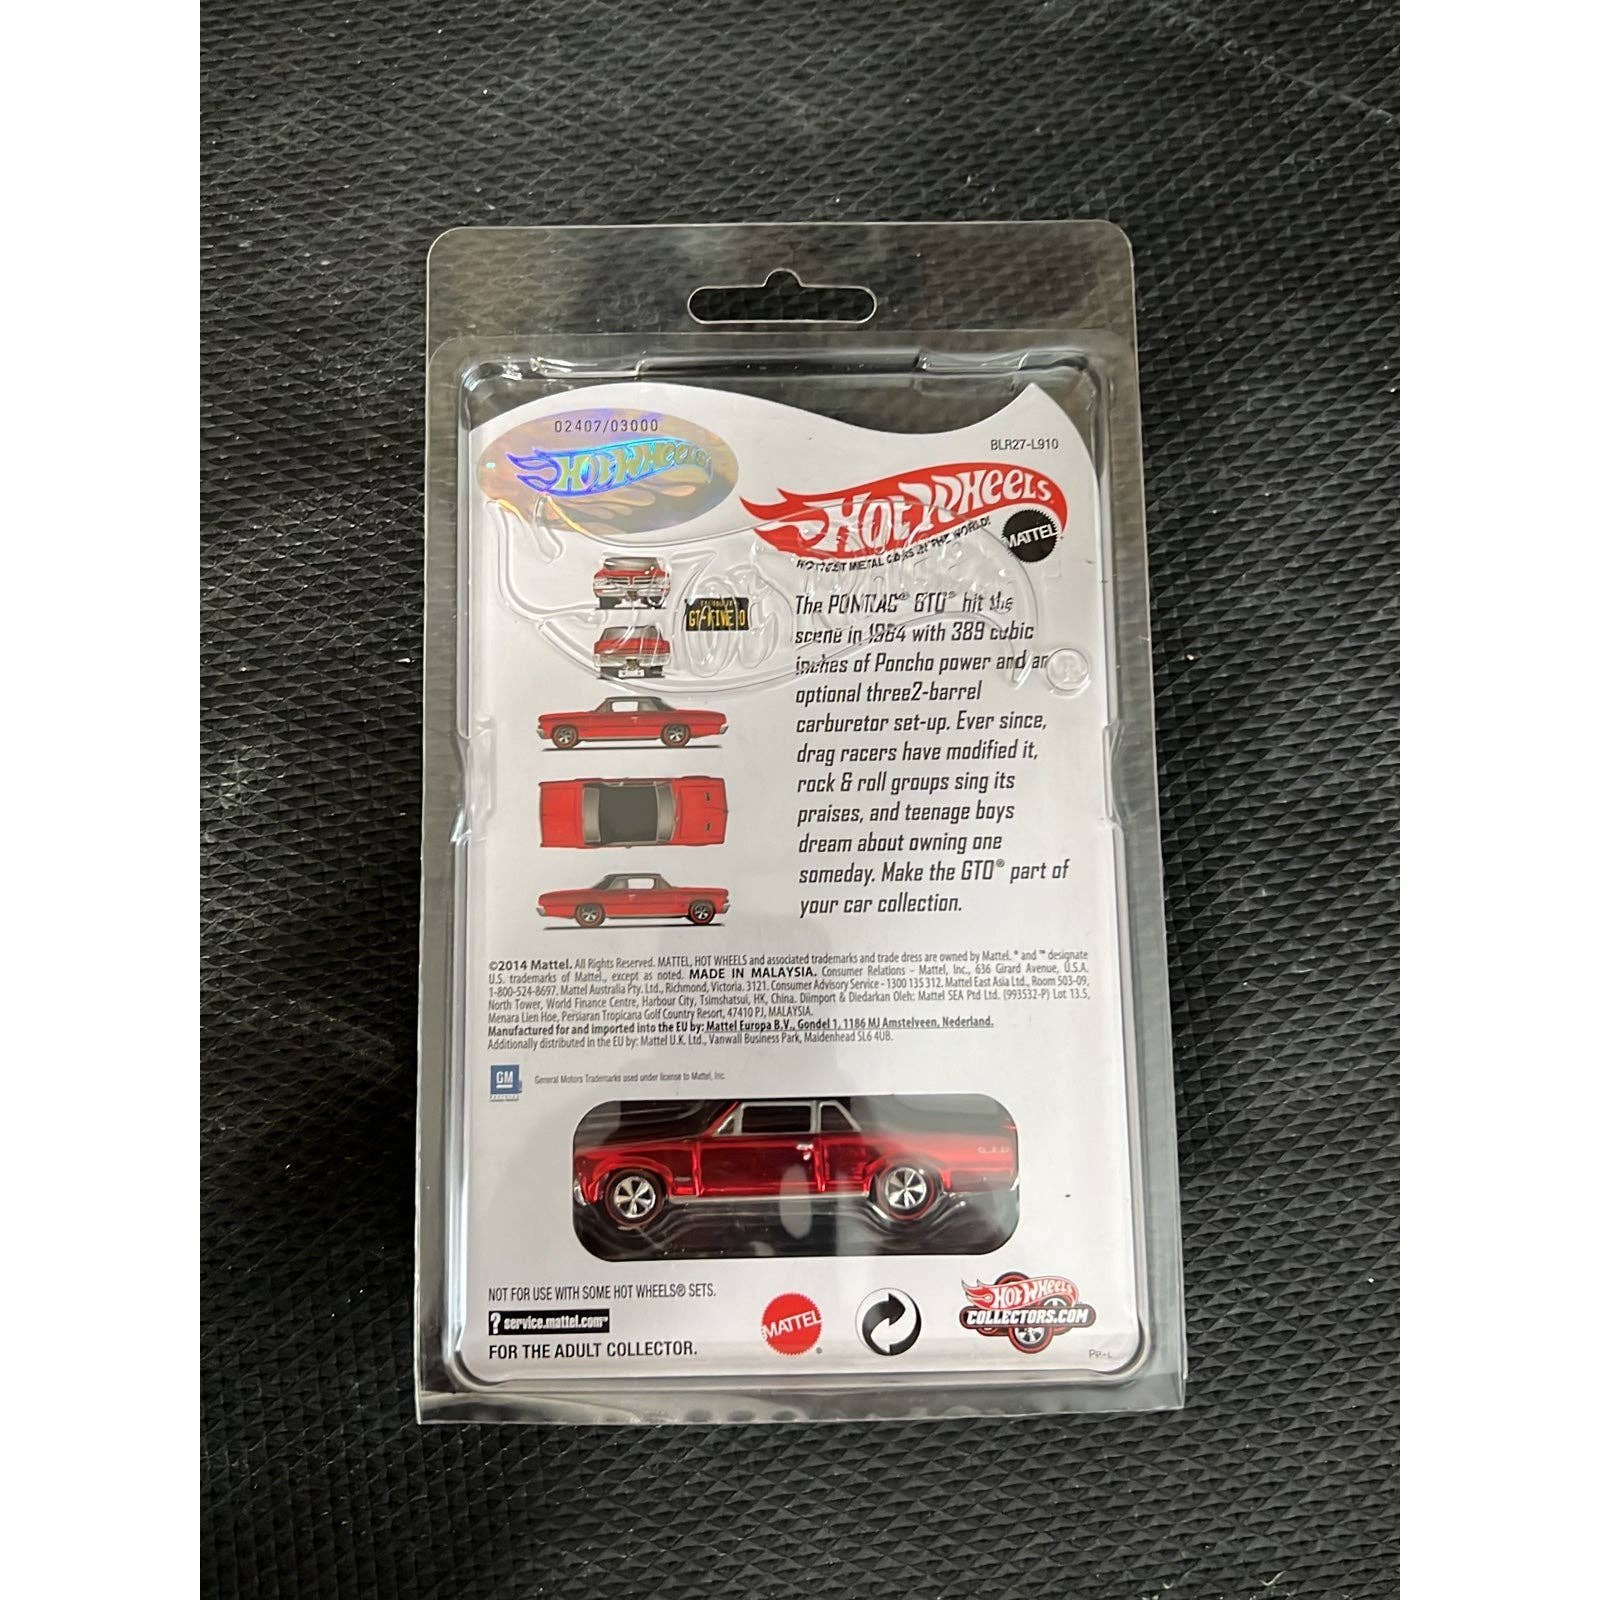 02407/03000
HOT WHEELS
BLR27-L910
HOT WHEELS®
HOTTEST METAL CARS IN THE WORLD!
MATTEL
The PONTIAC® GTO® hit the
scene in 1964 with 389 cubic
inches of Poncho power and an
optional three2-barrel
carburetor set-up. Ever since,
drag racers have modified it,
rock & roll groups sing its
praises, and teenage boys
dream about owning one
someday. Make the GTO® part of
your car collection.
©2014 Mattel. All Rights Reserved. MATTEL, HOT WHEELS and associated trademarks and trade dress are owned by Mattel. ® and ™ designate
U.S. trademarks of Mattel, except as noted. MADE IN MALAYSIA. Consumer Relations - Mattel, Inc., 636 Girard Avenue, U.S.A.
1-800-524-8697. Mattel Australia Pty. Ltd., Richmond, Victoria. 3121. Consumer Advisory Service - 1300 135 312. Mattel East Asia Ltd., Room 503-09,
North Tower, World Finance Centre, Harbour City, Tsimshatsui, HK, China. Diimport & Diedarkan Oleh: Mattel SEA Ptd Ltd. (993532-P) Lot 13.5,
Menara Lien Hoe, Persiaran Tropicana Golf Country Resort, 47410 PJ, MALAYSIA.
Manufactured for and imported into the EU by: Mattel Europa B.V., Gondel 1, 1186 MJ Amstelveen, Nederland.
Additionally distributed in the EU by: Mattel U.K. Ltd., Vanwall Business Park, Maidenhead SL6 4UB.
GM
General Motors Trademarks used under license to Mattel, Inc.
G.T.O
NOT FOR USE WITH SOME HOT WHEELS® SETS.
? service.mattel.com™
FOR THE ADULT COLLECTOR.
MATTEL®
HOT WHEELS
COLLECTORS.COM